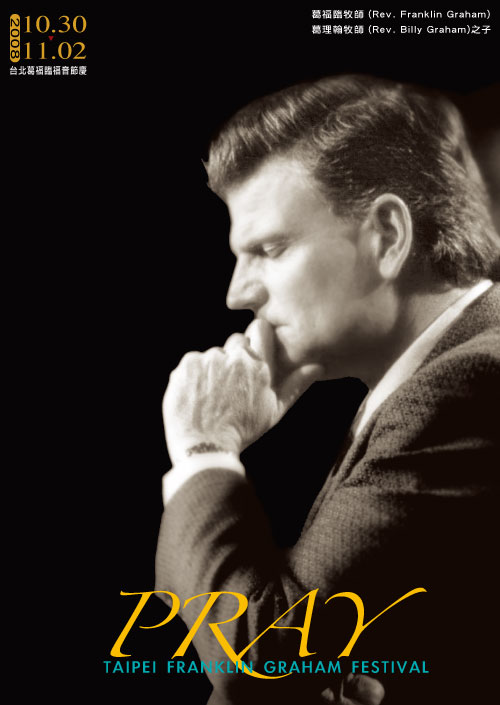 2008
10.30
11.02
台北葛福臨福音節慶
葛福臨牧師 (Rev. Franklin Graham)
葛理翰牧師 (Rev. Billy Graham)之子
PRAY
TAIPEI FRANKLIN GRAHAM FESTIVAL